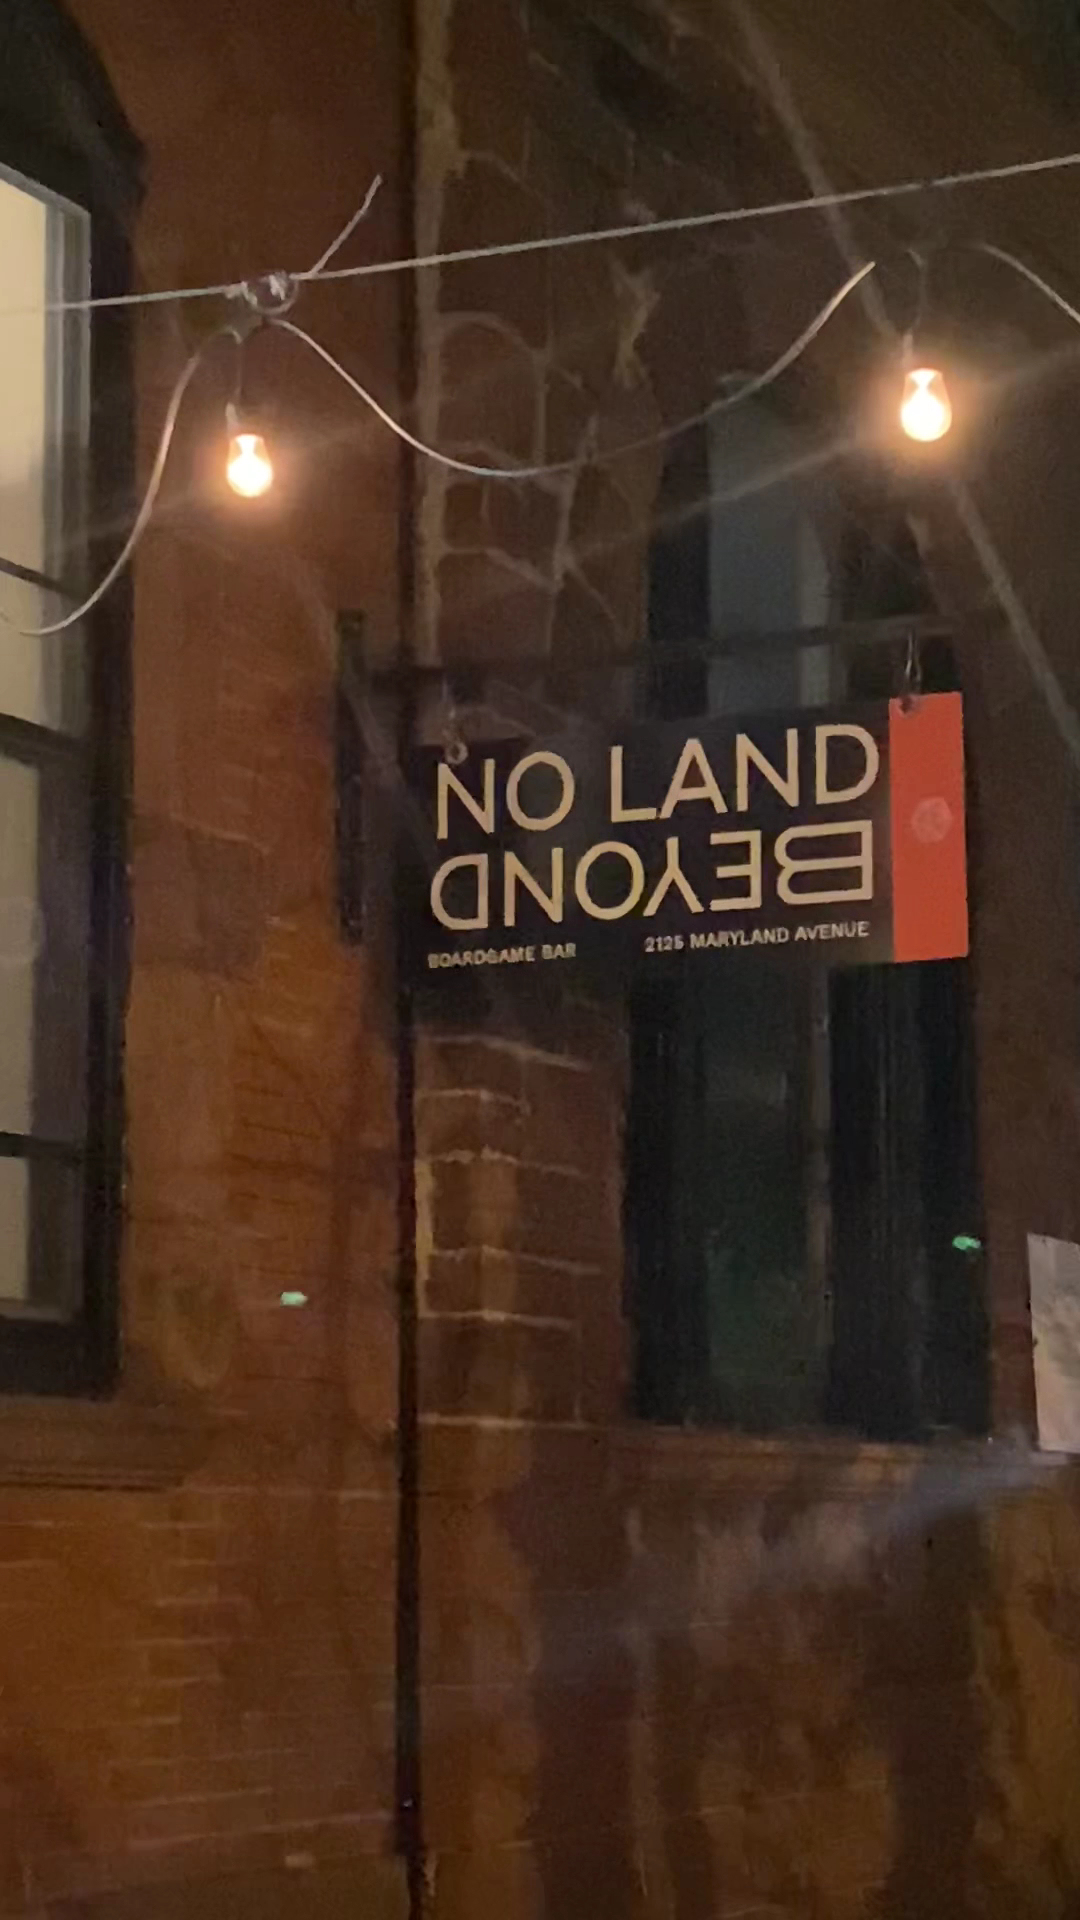 NO LAND
BEYOND
BOARDGAME BAR
2125 MARYLAND AVENUE